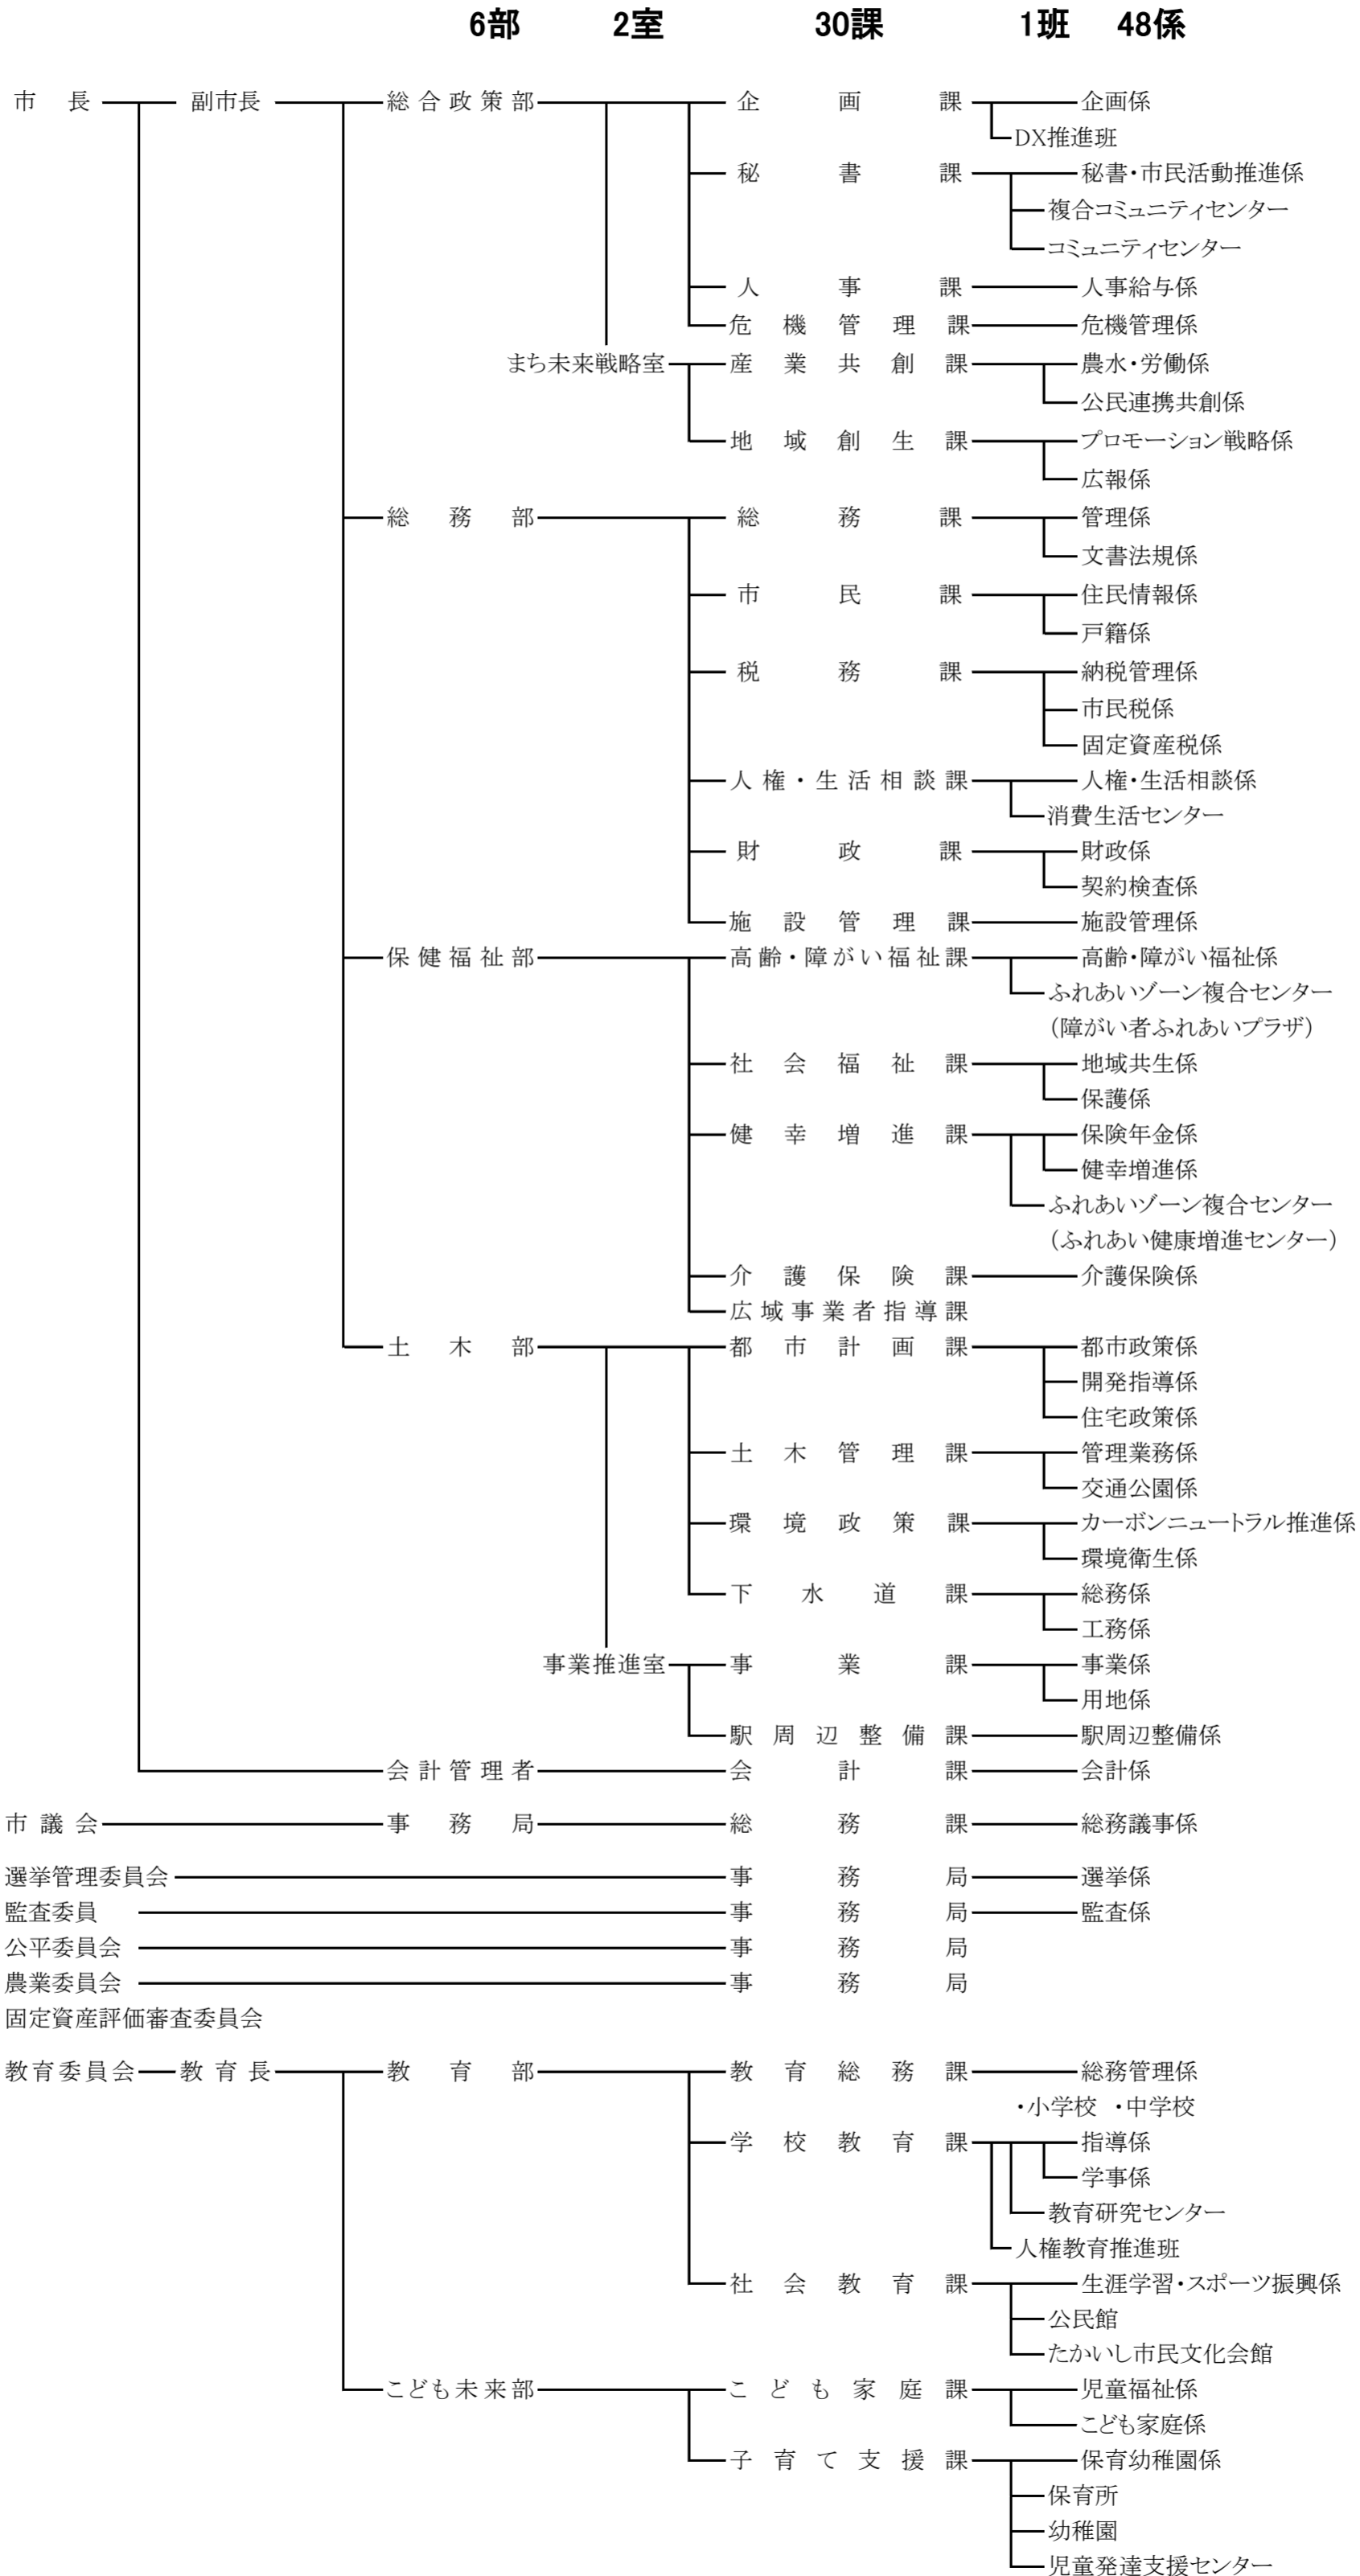 6部 2室 30課 1班 48係
市長 副市長 総合政策部 企画課 企画係
DX推進班
秘書課 秘書・市民活動推進係
複合コミュニティセンター
コミュニティセンター
人事課 人事給与係
危機管理課 危機管理係
まち未来戦略室 産業共創課 農水・労働係
公民連携共創係
地域創生課 プロモーション戦略係
広報係
総務部 総務課 管理係
文書法規係
市民課 住民情報係
戸籍係
税務課 納税管理係
市民税係
固定資産税係
人権・生活相談課 人権・生活相談係
消費生活センター
財政課 財政係
契約検査係
施設管理課 施設管理係
保健福祉部 高齢・障がい福祉課 高齢・障がい福祉係
ふれあいゾーン複合センター
(障がい者ふれあいプラザ)
社会福祉課 地域共生係
保護係
健幸増進課 保険年金係
健幸増進係
ふれあいゾーン複合センター
(ふれあい健康増進センター)
介護保険課 介護保険係
広域事業者指導課
土木部 都市計画課 都市政策係
開発指導係
住宅政策係
土木管理課 管理業務係
交通公園係
環境政策課 カーボンニュートラル推進係
環境衛生係
下水道課 総務係
工務係
事業推進室 事業課 事業係
用地係
駅周辺整備課 駅周辺整備係
会計管理者 会計課 会計係
市議会 事務局 総務課 総務議事係
選挙管理委員会 事務局 選挙係
監査委員 事務局 監査係
公平委員会 事務局
農業委員会 事務局
固定資産評価審査委員会
教育委員会 教育長 教育部 教育総務課 総務管理係
・小学校 ・中学校
学校教育課 指導係
学事係
教育研究センター
人権教育推進班
社会教育課 生涯学習・スポーツ振興係
公民館
たかいし市民文化会館
こども未来部 こども家庭課 児童福祉係
こども家庭係
子育て支援課 保育幼稚園係
保育所
幼稚園
児童発達支援センター